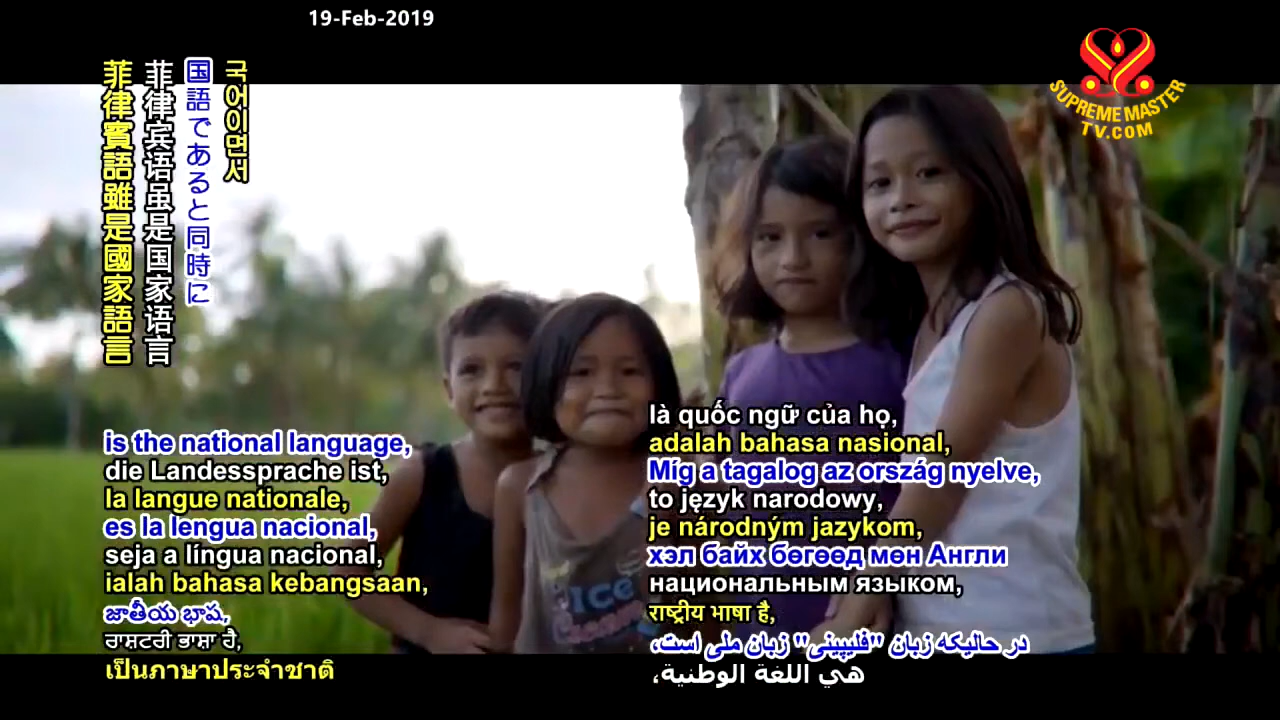 19-Feb-2019
SUPREME MASTER
TV.COM
국어이면서
国語であると同時に
菲律宾语虽是国家语言
菲律賓語雖是國家語言
is the national language,
die Landessprache ist,
la langue nationale,
es la lengua nacional,
seja a língua nacional,
ialah bahasa kebangsaan,
జాతీయ భాష,
ਰਾਸ਼ਟਰੀ ਭਾਸ਼ਾ ਹੈ,
เป็นภาษาประจำชาติ
là quốc ngữ của họ,
adalah bahasa nasional,
Míg a tagalog az ország nyelve,
to język narodowy,
je národným jazykom,
хэл байх бөгөөд мөн Англи
национальным языком,
राष्ट्रीय भाषा है,
در حالیکه زبان "فلیپینی" زبان ملی است،
هي اللغة الوطنية،
ICE